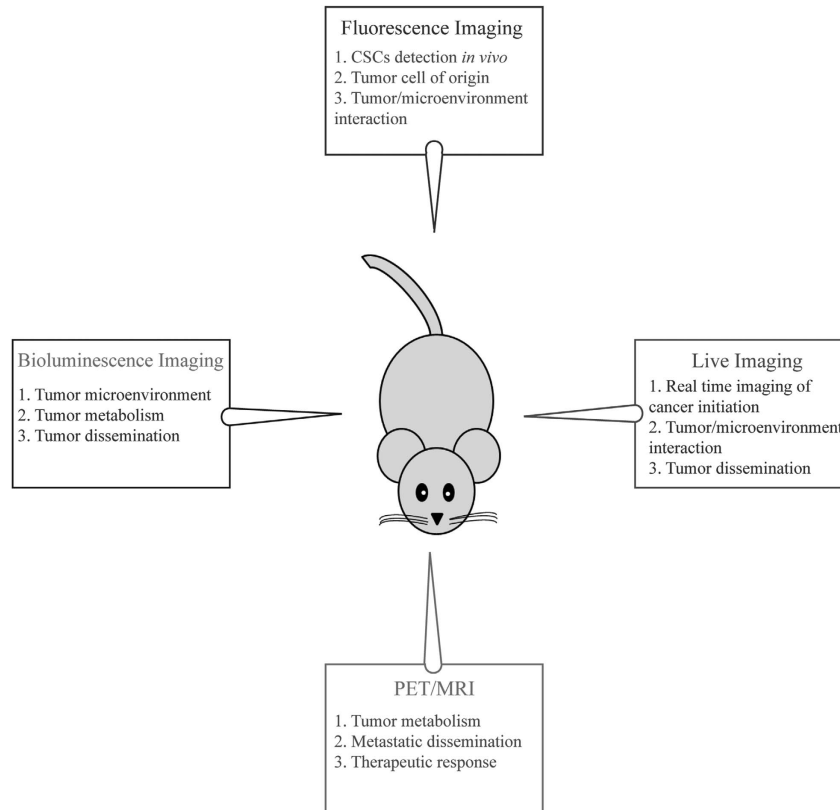 Fluorescence Imaging
1. CSCs detection in vivo
2. Tumor cell of origin
3. Tumor/microenvironment
interaction
Bioluminescence Imaging
1. Tumor microenvironment
2. Tumor metabolism
3. Tumor dissemination
Live Imaging
1. Real time imaging of
cancer initiation
2. Tumor/microenvironment
interaction
3. Tumor dissemination
PET/MRI
1. Tumor metabolism
2. Metastatic dissemination
3. Therapeutic response